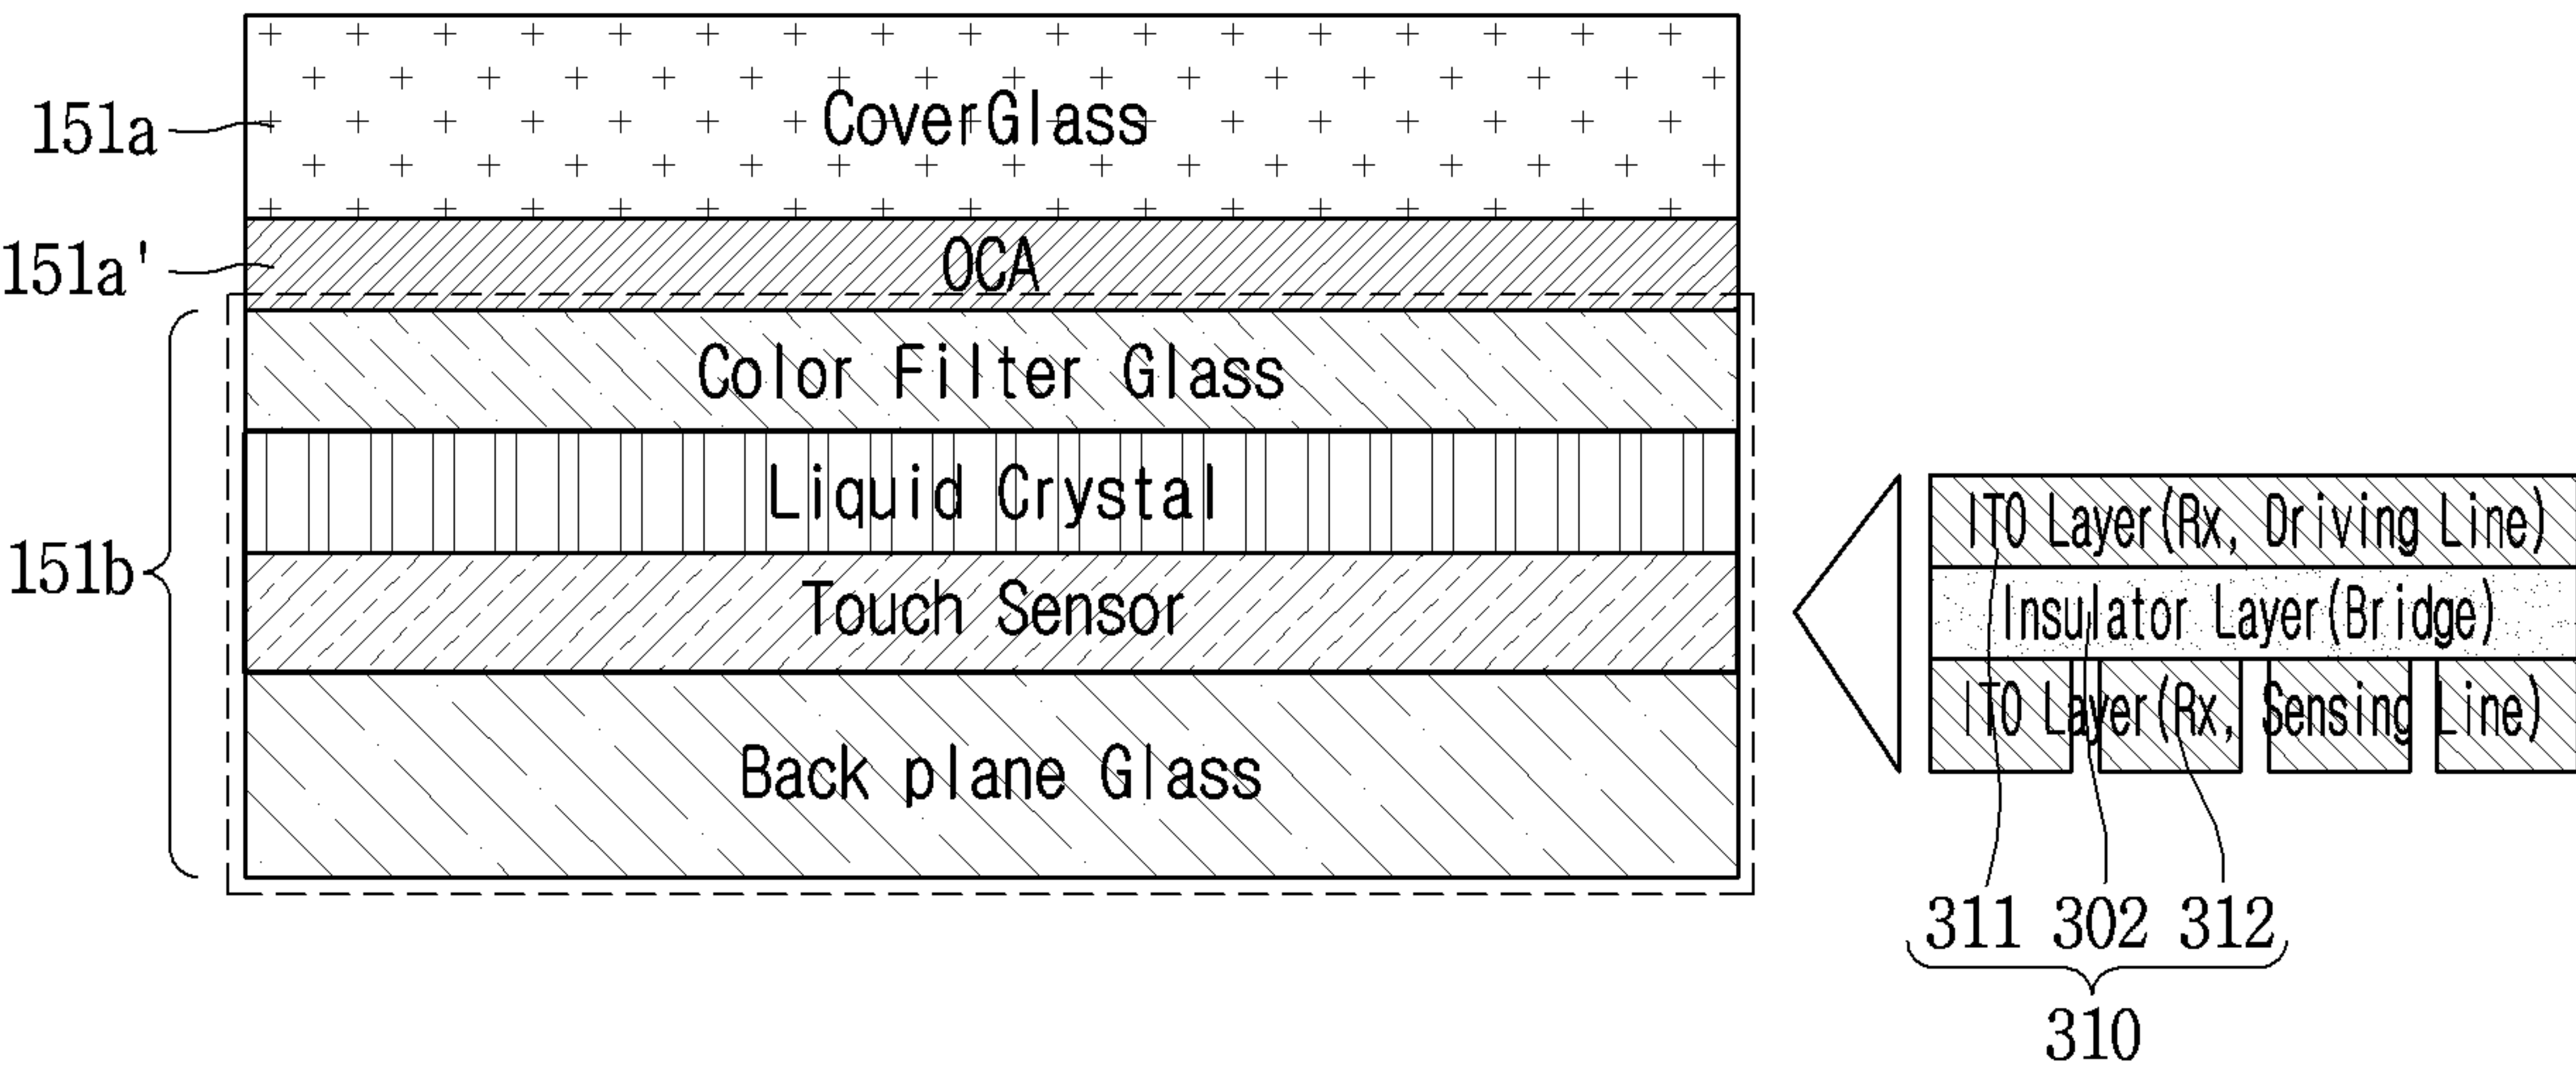 151a
CoverGlass
151a'
OCA
151b
Color Filter Glass
Liquid Crystal
Touch Sensor
Back plane Glass
ITO Layer(Rx, Driving Line)
Insulator Layer(Bridge)
ITO Layer(Rx, Sensing Line)
311 302 312
310